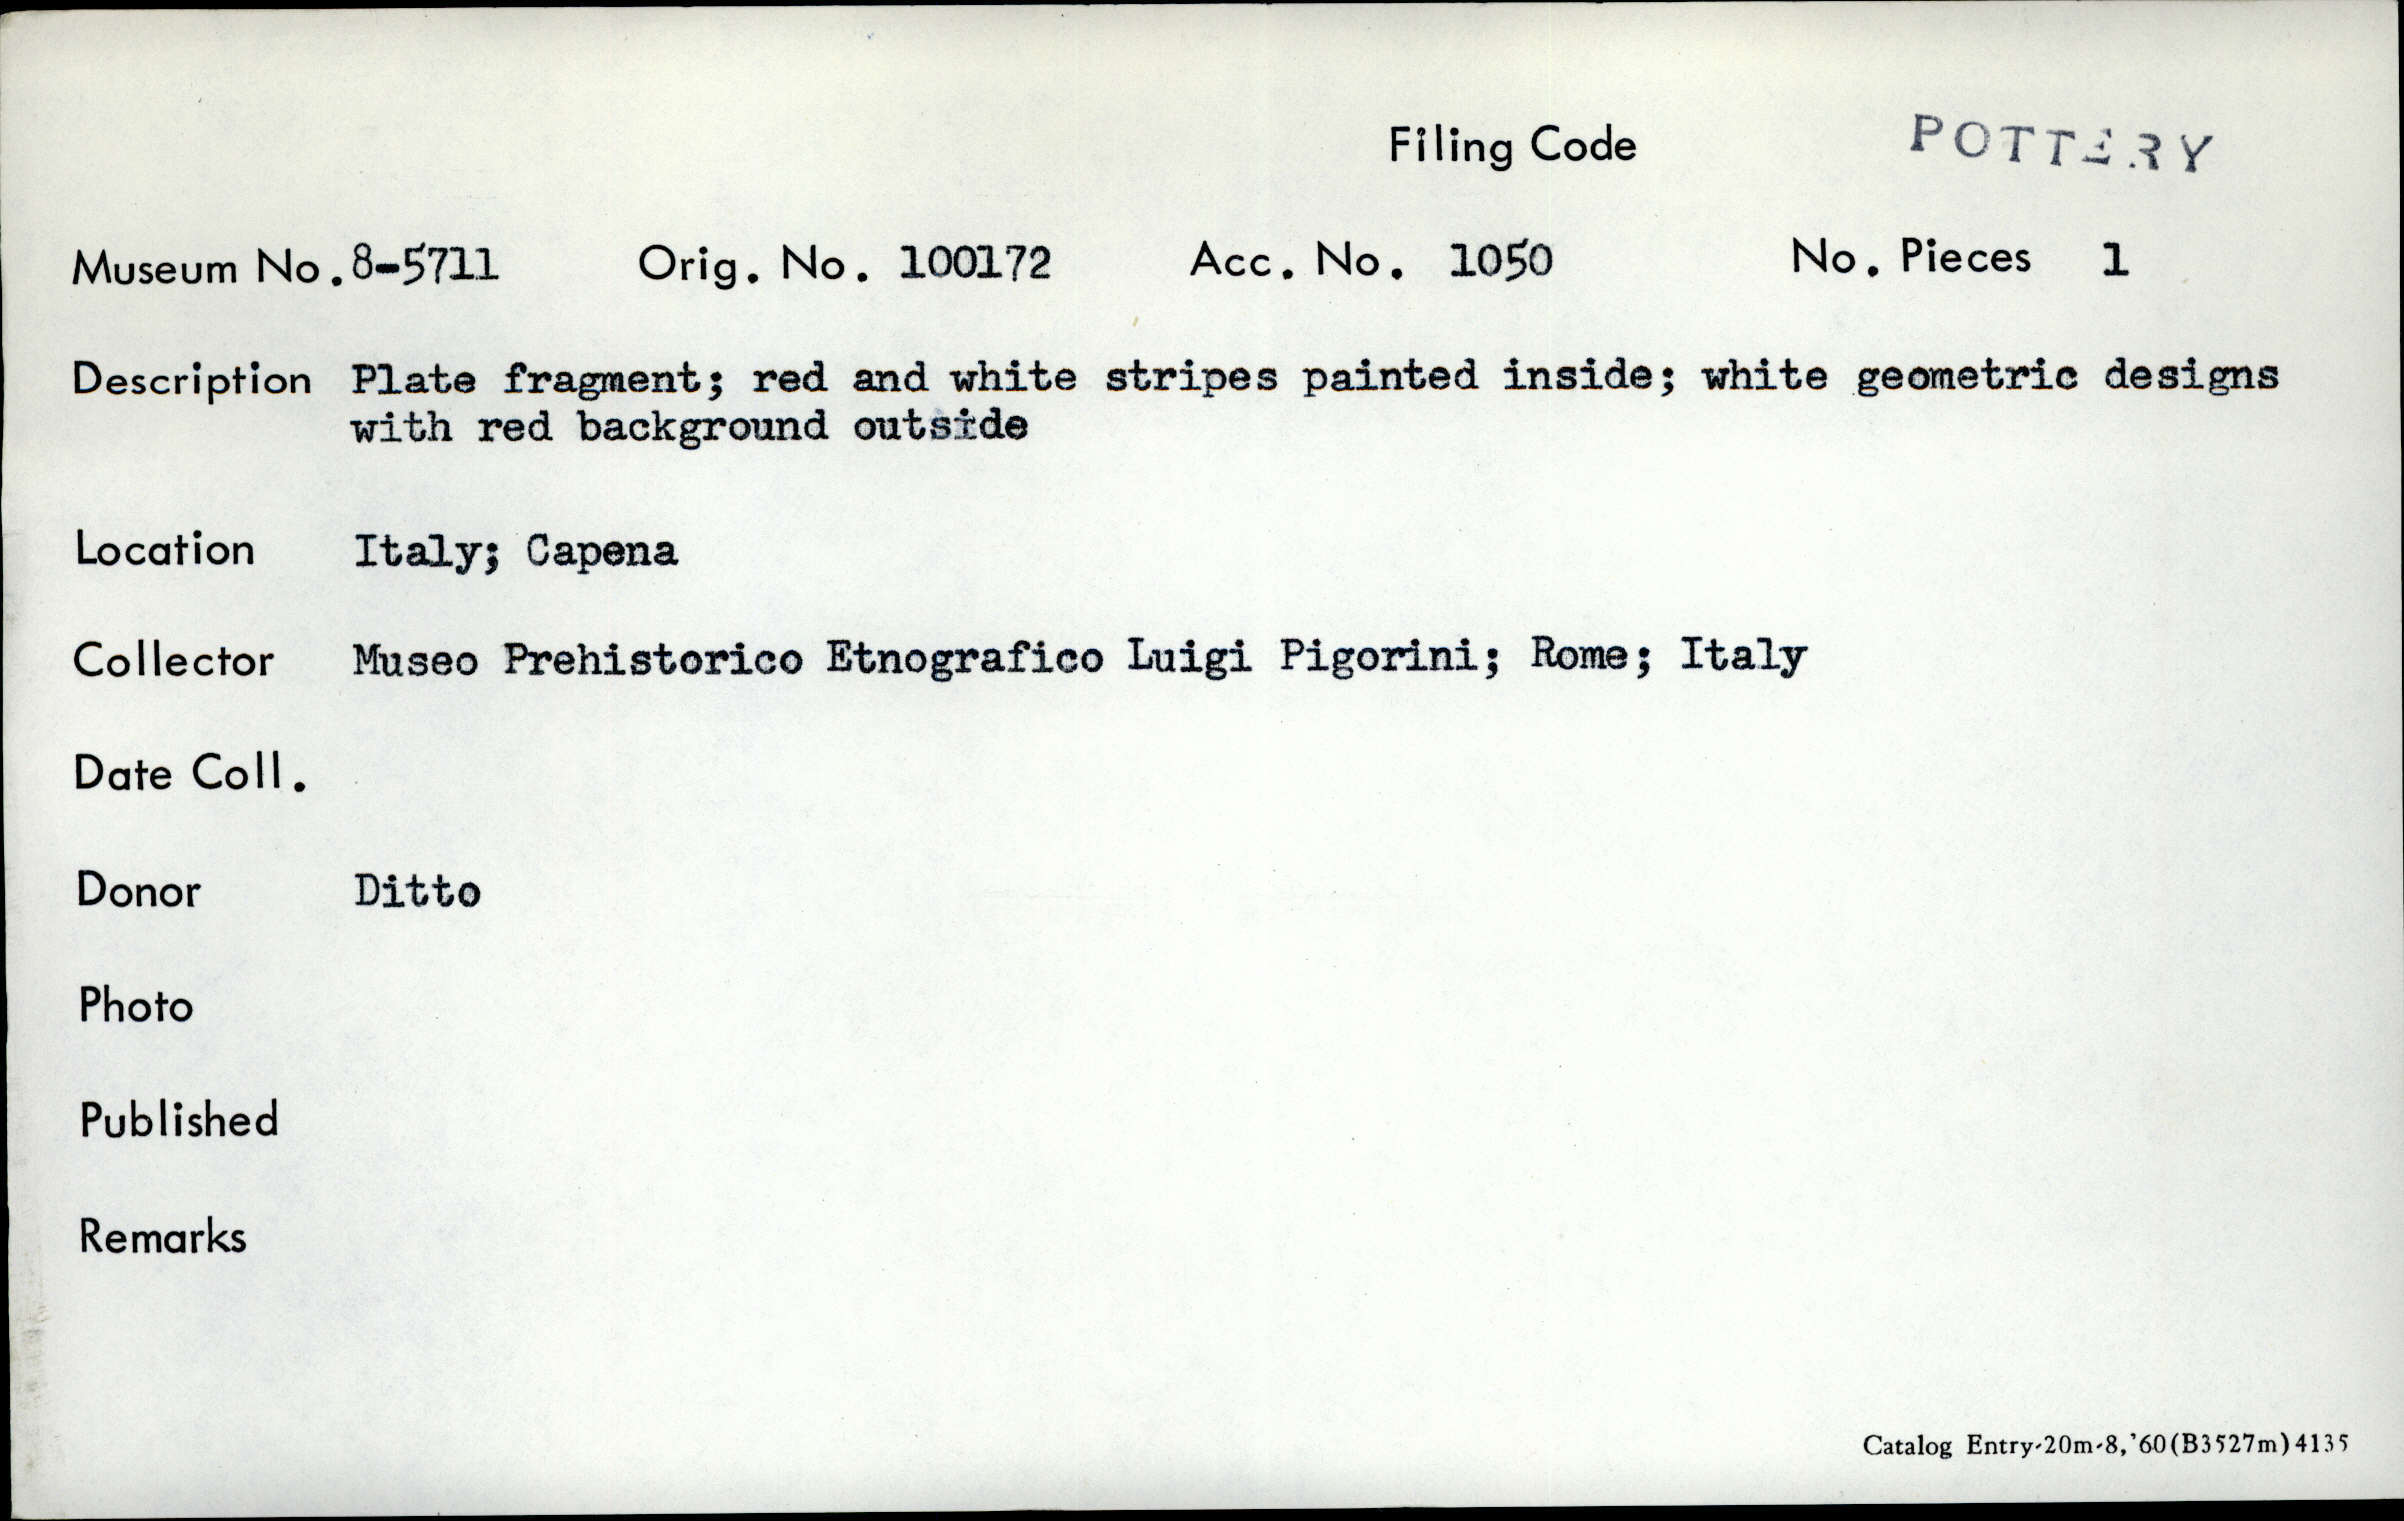 Filing Code POTTERY
Museum No. 8-5711 Orig. No. 100172 Acc. No. 1050 No. Pieces 1
Description Plate fragment; red and white stripes painted inside; white geometric designs
with red background outside
Location Italy; Capena
Collector Museo Prehistorico Etnografico Luigi Pigorini; Rome; Italy
Date Coll.
Donor Ditto
Photo
Published
Remarks
Catalog Entry-20m-8,'60(B3527m)4135